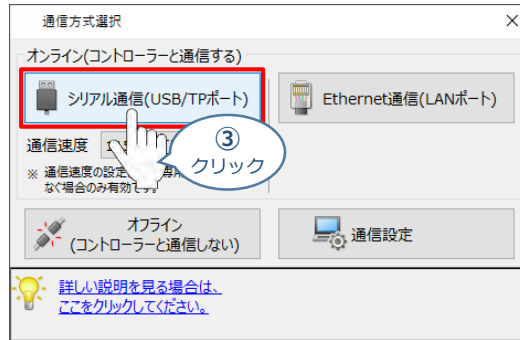 通信方式選択
オンライン(コントローラーと通信する)
シリアル通信(USB/TPポート)
Ethernet通信(LANポート)
通信速度
③
クリック
※ 通信速度の設定
なぐ場合のみ有効です。
オフライン
(コントローラーと通信しない)
通信設定
詳しい説明を見る場合は、
ここをクリックしてください。